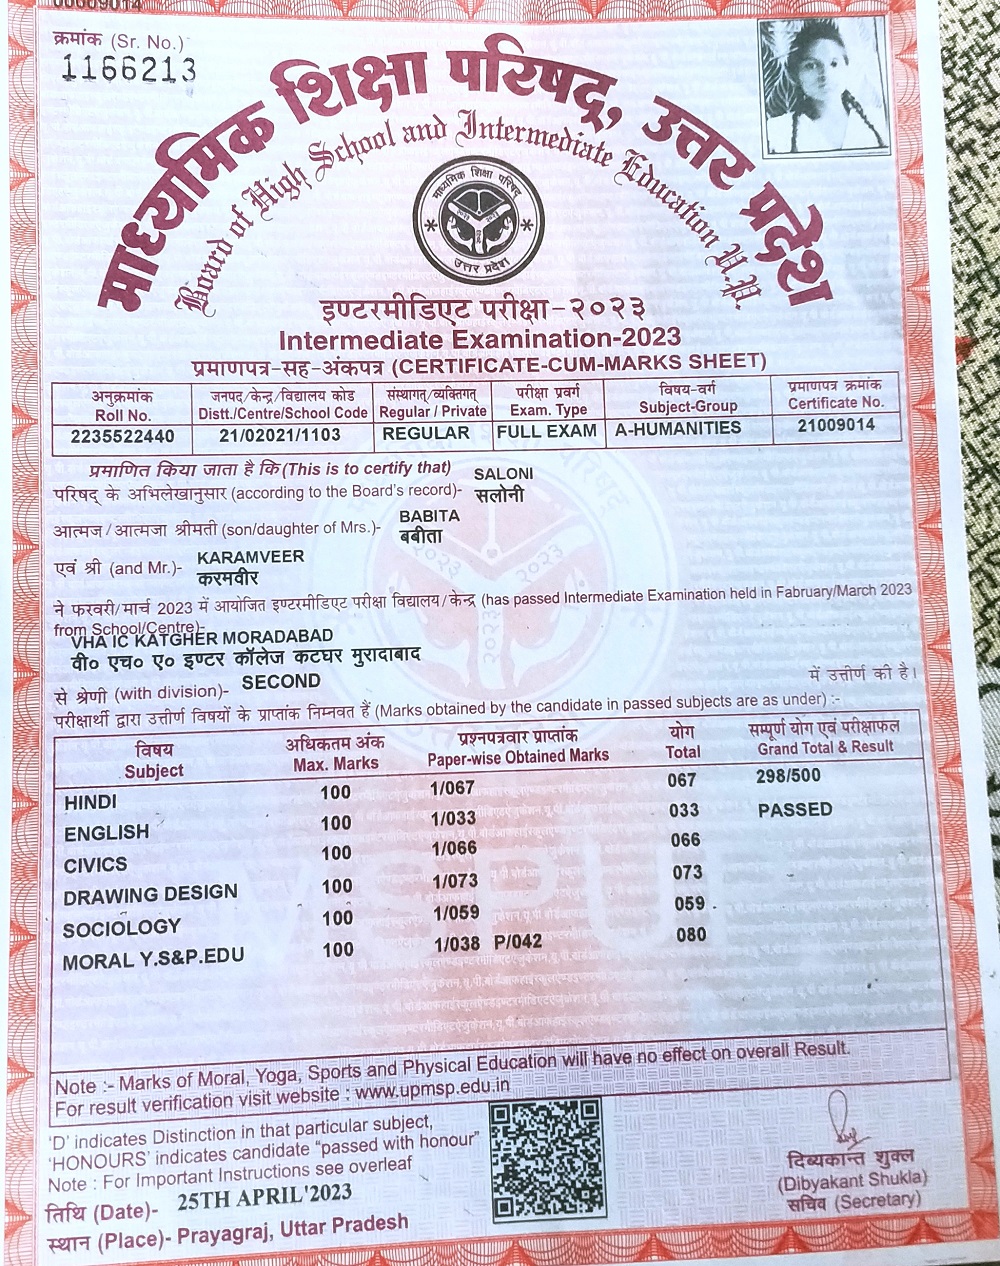 00009014
क्रमांक (Sr. No.)
1166213
माध्यमिक शिक्षा परिषद्, उत्तर प्रदेश
Board of High School and Intermediate Education U.P.
माध्यमिक शिक्षा परिषद्
उत्तर प्रदेश
इण्टरमीडिएट परीक्षा-२०२३
Intermediate Examination-2023
प्रमाणपत्र-सह-अंकपत्र (CERTIFICATE-CUM-MARKS SHEET)
अनुक्रमांक जनपद/केन्द्र/विद्यालय कोड संस्थागत्/व्यक्तिगत् परीक्षा प्रवर्ग विषय-वर्ग प्रमाणपत्र क्रमांक
Roll No. Distt./Centre/School Code Regular / Private Exam. Type Subject-Group Certificate No.
2235522440 21/02021/1103 REGULAR FULL EXAM A-HUMANITIES 21009014
प्रमाणित किया जाता है कि (This is to certify that) SALONI
परिषद् के अभिलेखानुसार (according to the Board's record)- सलोनी
BABITA
आत्मज/आत्मजा श्रीमती (son/daughter of Mrs.)- बबीता
KARAMVEER
एवं श्री (and Mr.)- करमवीर
ने फरवरी/मार्च 2023 में आयोजित इण्टरमीडिएट परीक्षा विद्यालय/केन्द्र (has passed Intermediate Examination held in Fabruary/March 2023
from School/Centre)-
VHA IC KATGHER MORADABAD
वी० एच० ए० इण्टर कॉलेज कटघर मुरादाबाद
से श्रेणी (with division)- SECOND में उत्तीर्ण की है।
परीक्षार्थी द्वारा उत्तीर्ण विषयों के प्राप्तांक निम्नवत हैं (Marks obtained by the candidate in passed subjects are as under) :-
विषय अधिकतम अंक प्रश्नपत्रवार प्राप्तांक योग सम्पूर्ण योग एवं परीक्षाफल
Subject Max. Marks Paper-wise Obtained Marks Total Grand Total & Result
HINDI 100 1/067 067 298/500
ENGLISH 100 1/033 033 PASSED
CIVICS 100 1/066 066
DRAWING DESIGN 100 1/073 073
SOCIOLOGY 100 1/059 059
MORAL Y.S&P.EDU 100 1/038 P/042 080
Note :- Marks of Moral, Yoga, Sports and Physical Education will have no effect on overall Result.
For result verification visit website : www.upmsp.edu.in
'D' indicates Distinction in that particular subject,
'HONOURS' indicates candidate "passed with honour"
Note : For Important Instructions see overleaf
तिथि (Date)- 25TH APRIL'2023
स्थान (Place)- Prayagraj, Uttar Pradesh
दिव्यकान्त शुक्ल
(Dibyakant Shukla)
सचिव (Secretary)